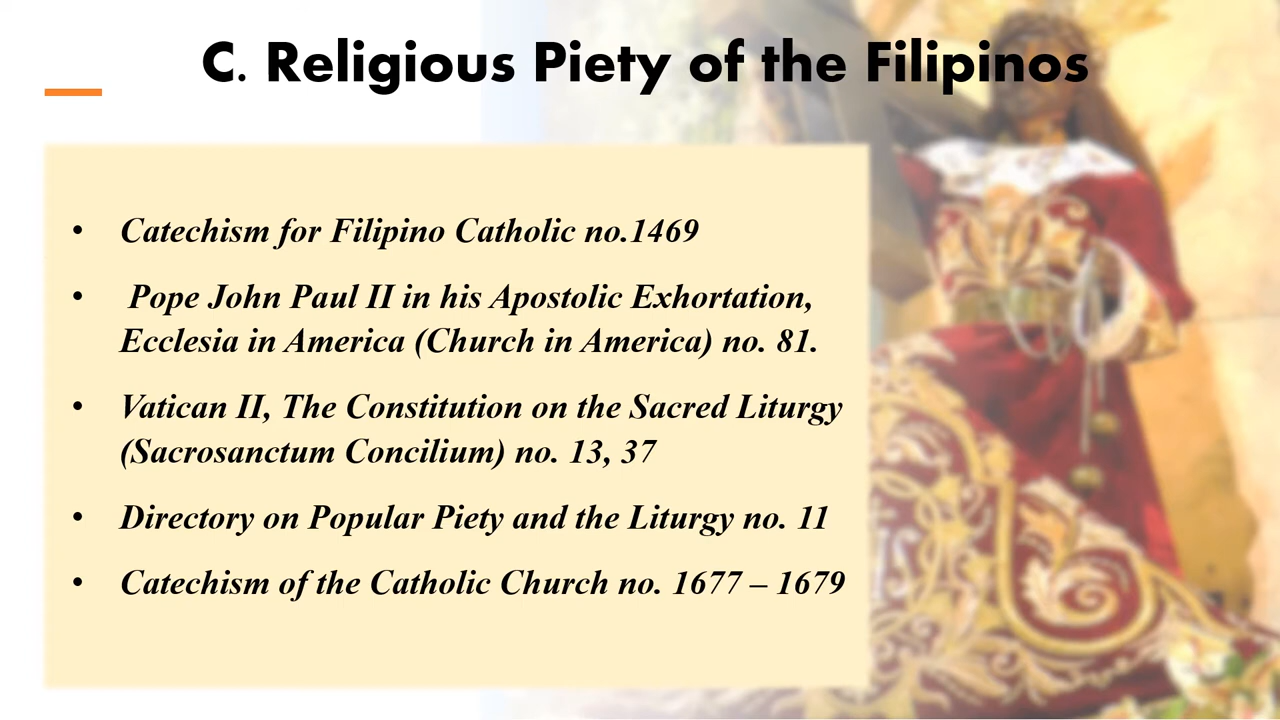 C. Religious Piety of the Filipinos
• Catechism for Filipino Catholic no.1469
• Pope John Paul II in his Apostolic Exhortation,
Ecclesia in America (Church in America) no. 81.
• Vatican II, The Constitution on the Sacred Liturgy
(Sacrosanctum Concilium) no. 13, 37
• Directory on Popular Piety and the Liturgy no. 11
• Catechism of the Catholic Church no. 1677 – 1679